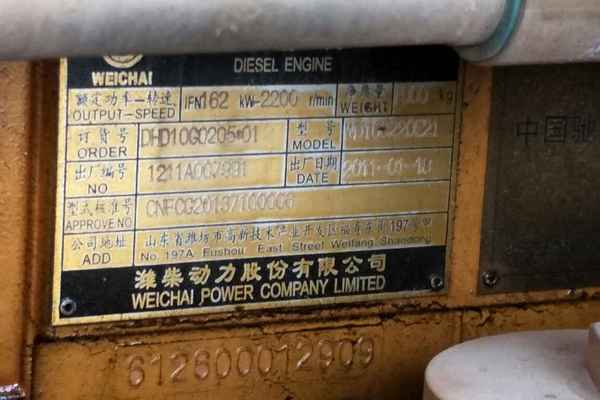 WEICHAI
DIESEL ENGINE
额定功率—转速 IFN162 kW-2200 r/min 净质量 kg
OUTPUT-SPEED WEIGHT
订货号 DHD10G0205*01 型号
ORDER MODEL
出厂编号 1211A007991 出厂日期 2011-01-10
NO DATE
型式核准号
APPROVE NO CNFCG20137100006
公司地址 山东省潍坊市高新技术产业开发区福寿东街197号甲
ADD No. 197A Fushou East Street Weifang Shandong
潍柴动力股份有限公司
WEICHAI POWER COMPANY LIMITED
612600012909
中国驰